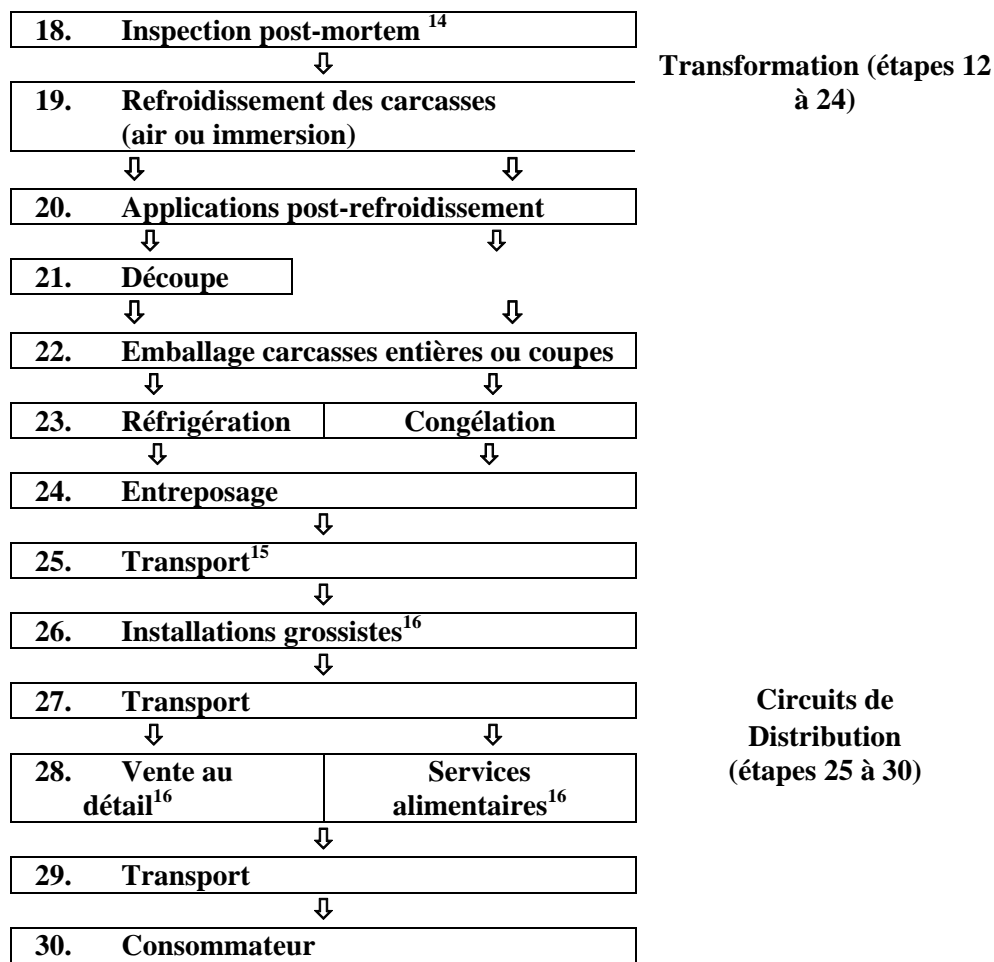 18. Inspection post-mortem 14
Transformation (étapes 12
à 24)
19. Refroidissement des carcasses
(air ou immersion)
20. Applications post-refroidissement
21. Découpe
22. Emballage carcasses entières ou coupes
23. Réfrigération Congélation
24. Entreposage
25. Transport15
26. Installations grossistes16
27. Transport
Circuits de
Distribution
(étapes 25 à 30)
28. Vente au
détail16
Services
alimentaires16
29. Transport
30. Consommateur